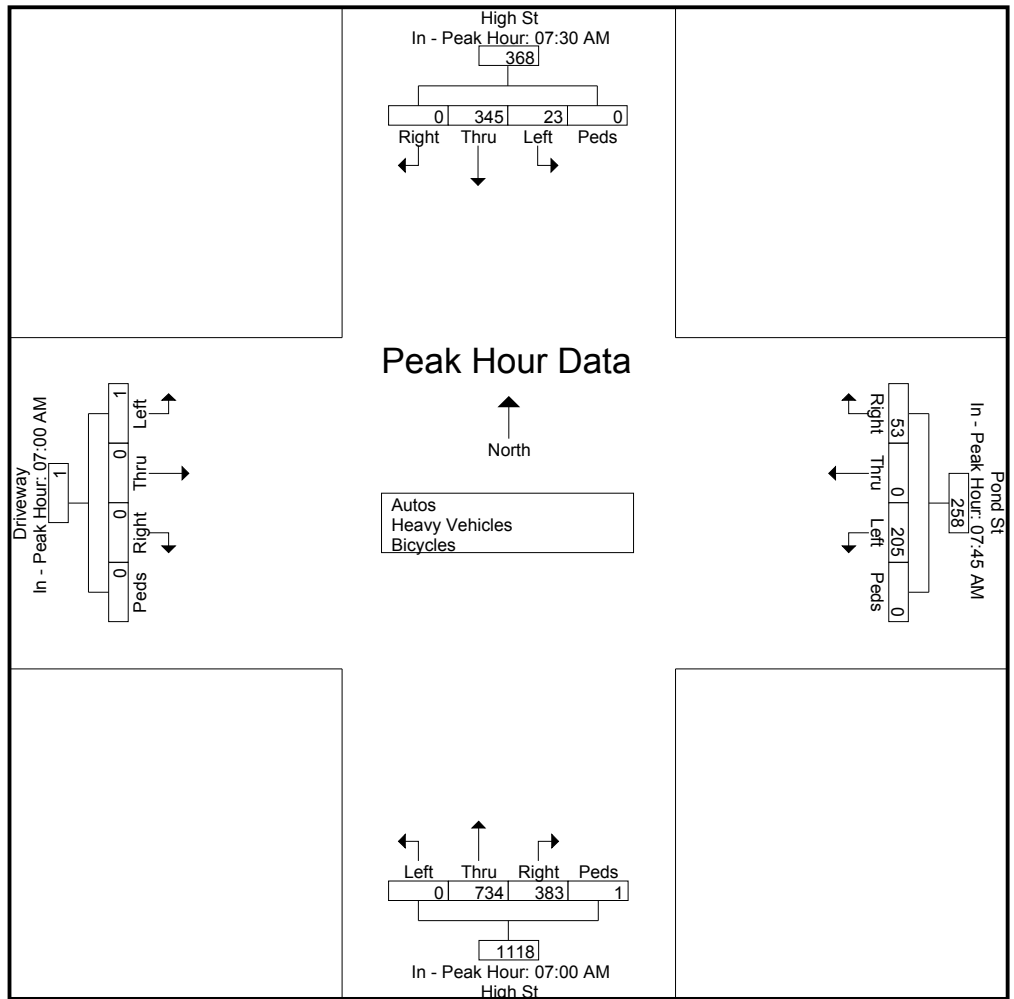 High St
In - Peak Hour: 07:30 AM
368
0 345 23 0
Right Thru Left Peds
Peak Hour Data
North
Autos
Heavy Vehicles
Bicycles
Driveway
In - Peak Hour: 07:00 AM
1
1 0 0 0
Left Thru Right Peds
Pond St
In - Peak Hour: 07:45 AM
258
53 0 205 0
Right Thru Left Peds
Left Thru Right Peds
0 734 383 1
1118
In - Peak Hour: 07:00 AM
High St